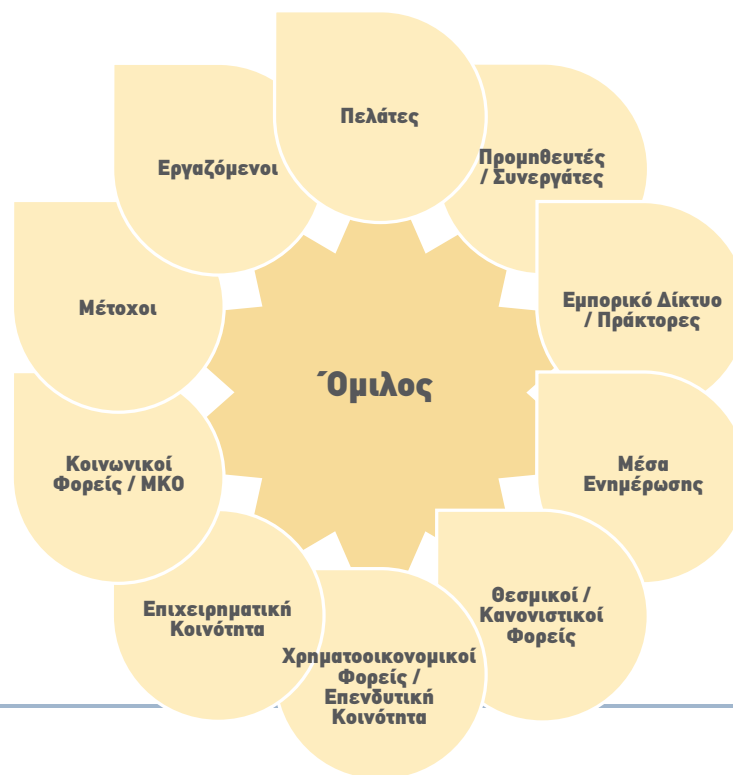 Πελάτες
Προμηθευτές
/ Συνεργάτες
Εργαζόμενοι
Εμπορικό Δίκτυο
/ Πράκτορες
Μέτοχοι
Όμιλος
Κοινωνικοί
Φορείς / ΜΚΟ
Μέσα
Ενημέρωσης
Επιχειρηματική
Κοινότητα
Θεσμικοί /
Κανονιστικοί
Φορείς
Χρηματοοικονομικοί
Φορείς /
Επενδυτική
Κοινότητα